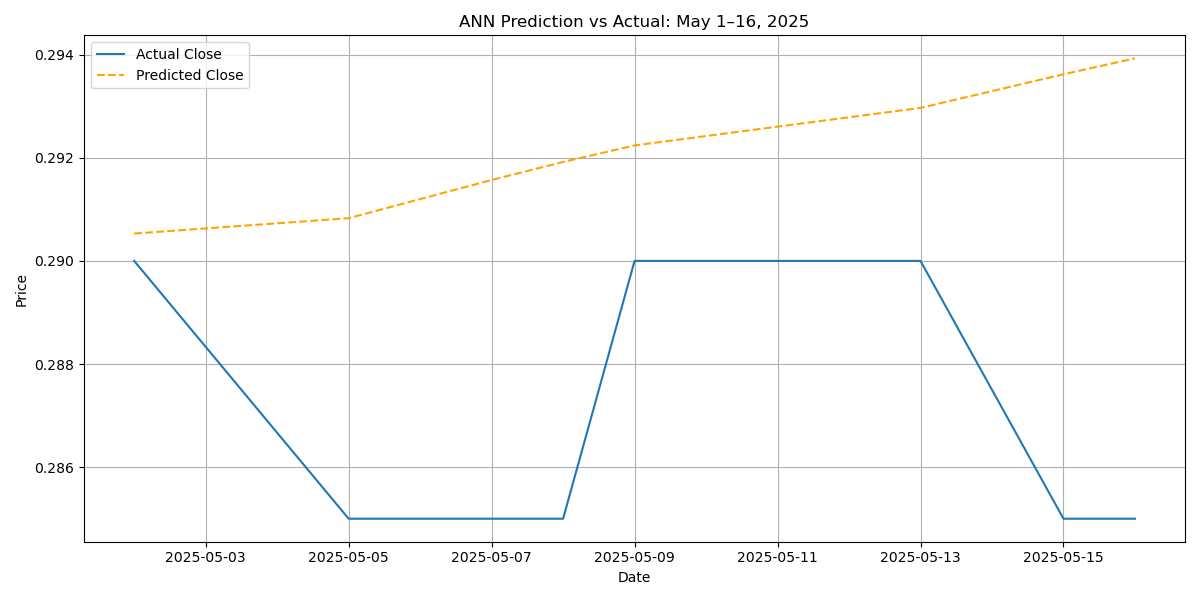 ANN Prediction vs Actual: May 1–16, 2025
Actual Close
Predicted Close
0.294
0.292
0.290
0.288
0.286
Price
2025-05-03
2025-05-05
2025-05-07
2025-05-09
2025-05-11
2025-05-13
2025-05-15
Date